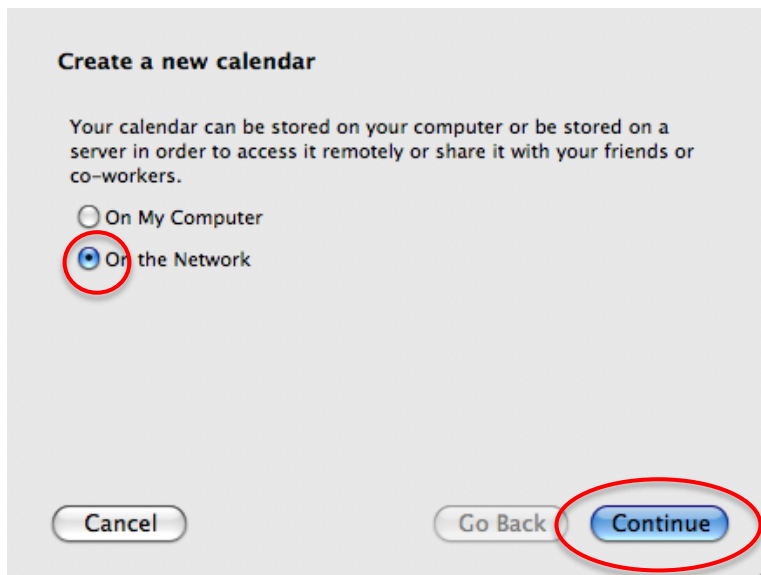 Create a new calendar
Your calendar can be stored on your computer or be stored on a
server in order to access it remotely or share it with your friends or
co-workers.
On My Computer
On the Network
Cancel
Go Back
Continue